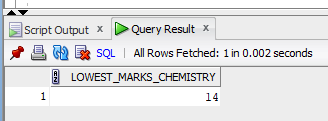 Script Output × Query Result ×
SQL | All Rows Fetched: 1 in 0.002 seconds
LOWEST_MARKS_CHEMISTRY
1 14